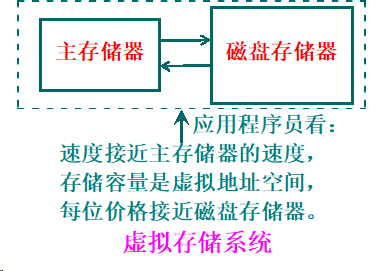 主存储器
磁盘存储器
应用程序员看：
速度接近主存储器的速度，
存储容量是虚拟地址空间，
每位价格接近磁盘存储器。
虚拟存储系统